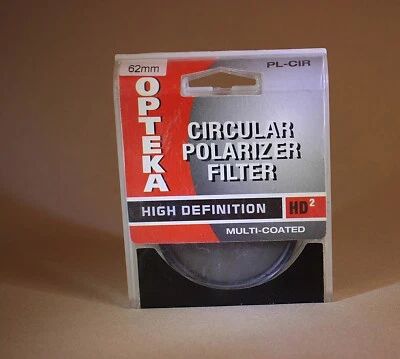 62mm
PL-CIR
OPTEKA
CIRCULAR
POLARIZER
FILTER
HIGH DEFINITION HD²
MULTI-COATED